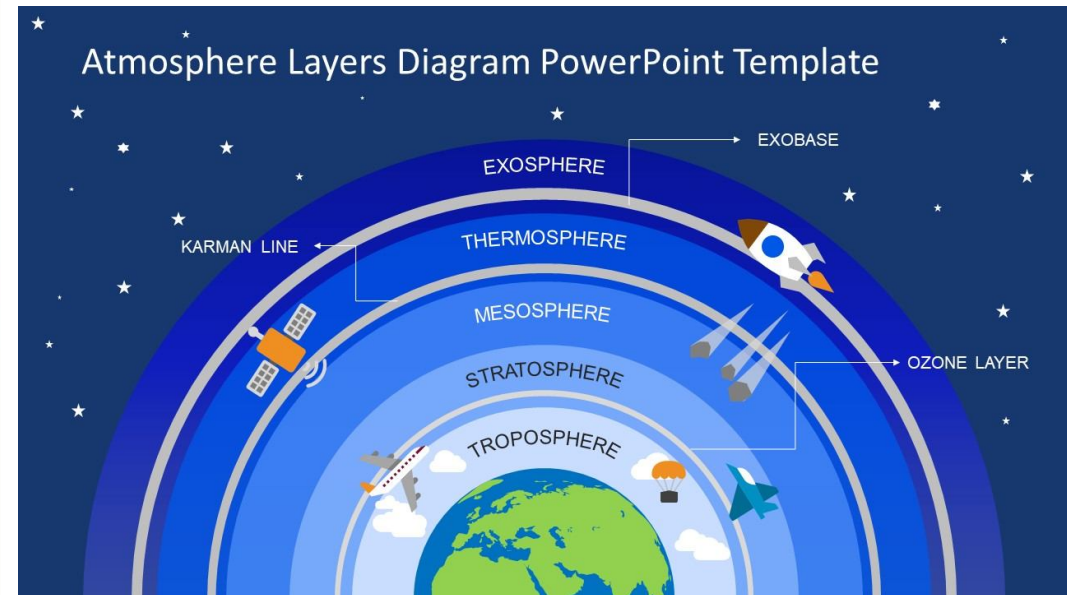 Atmosphere Layers Diagram PowerPoint Template
EXOBASE
EXOSPHERE
THERMOSPHERE
KARMAN LINE
MESOSPHERE
OZONE LAYER
STRATOSPHERE
TROPOSPHERE